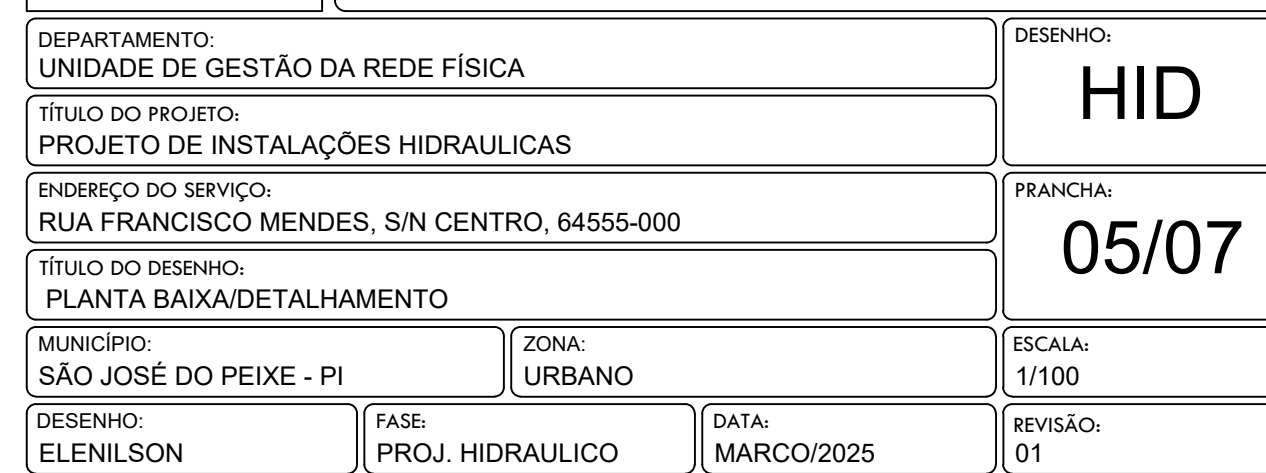 DEPARTAMENTO:
UNIDADE DE GESTÃO DA REDE FÍSICA
DESENHO:
HID
TÍTULO DO PROJETO:
PROJETO DE INSTALAÇÕES HIDRAULICAS
ENDEREÇO DO SERVIÇO:
RUA FRANCISCO MENDES, S/N CENTRO, 64555-000
PRANCHA:
05/07
TÍTULO DO DESENHO:
PLANTA BAIXA/DETALHAMENTO
MUNICÍPIO:
SÃO JOSÉ DO PEIXE - PI
ZONA:
URBANO
ESCALA:
1/100
DESENHO:
ELENILSON
FASE:
PROJ. HIDRAULICO
DATA:
MARCO/2025
REVISÃO:
01